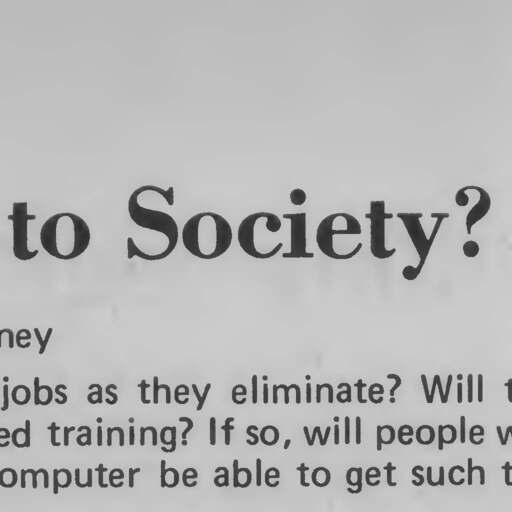 to Society?
ney
jobs as they eliminate? Will t
ed training? If so, will people w
omputer be able to get such t